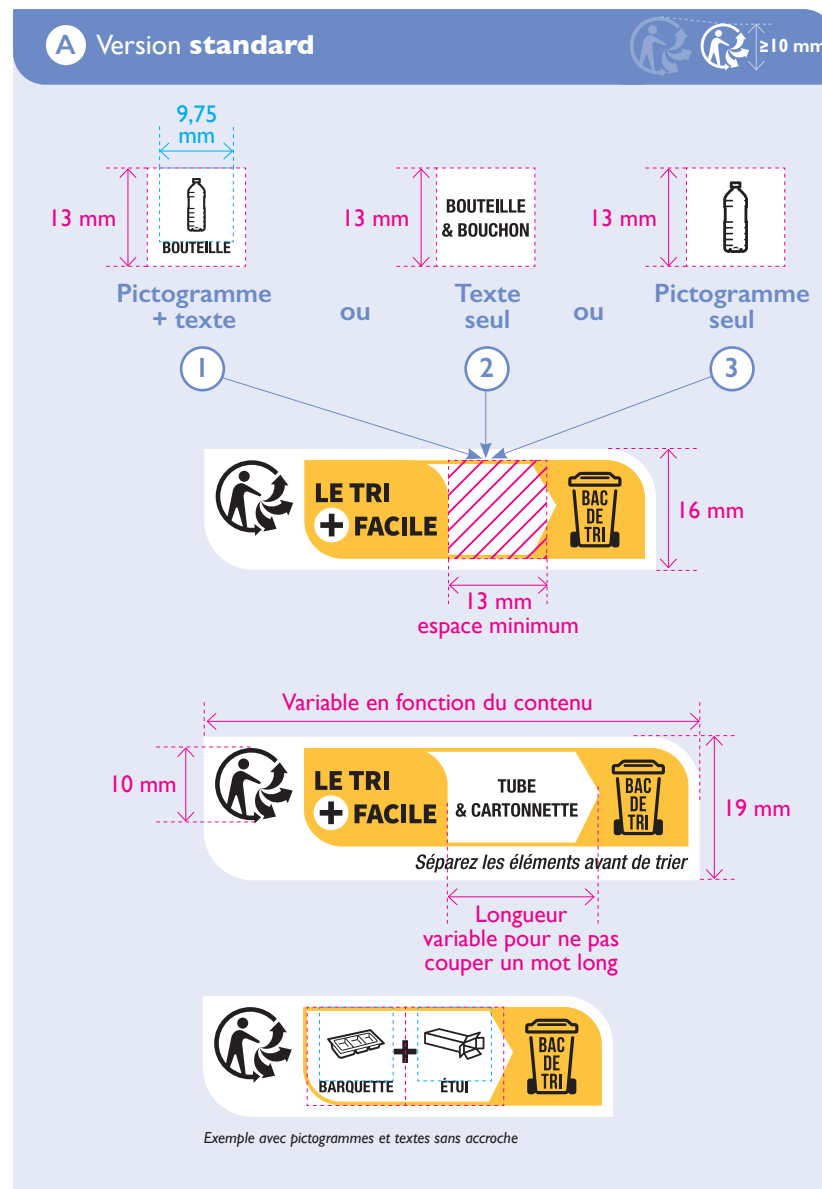 A Version standard
≥10 mm
9,75
mm
13 mm
BOUTEILLE
13 mm
BOUTEILLE
& BOUCHON
13 mm
Pictogramme
+ texte
ou
Texte
seul
ou
Pictogramme
seul
1
2
3
LE TRI
+ FACILE
BAC
DE
TRI
16 mm
13 mm
espace minimum
Variable en fonction du contenu
10 mm
LE TRI
+ FACILE
TUBE
& CARTONNETTE
BAC
DE
TRI
19 mm
Séparez les éléments avant de trier
Longueur
variable pour ne pas
couper un mot long
BARQUETTE
+
ÉTUI
BAC
DE
TRI
Exemple avec pictogrammes et textes sans accroche